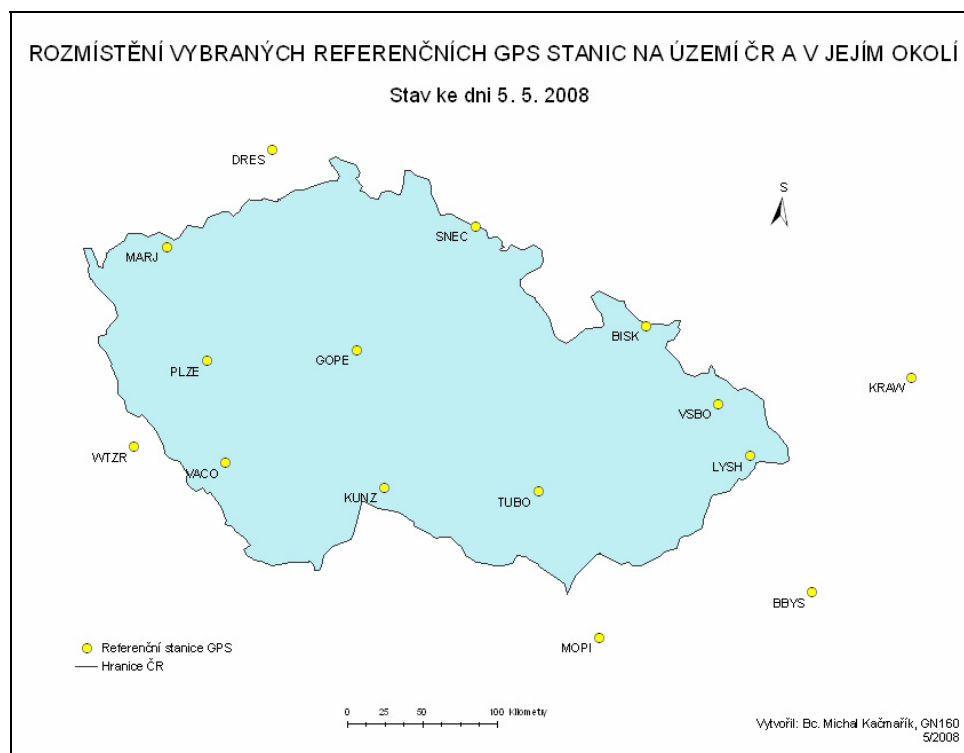 ROZMÍSTĚNÍ VYBRANÝCH REFERENČNÍCH GPS STANIC NA ÚZEMÍ ČR A V JEJÍM OKOLÍ
Stav ke dni 5. 5. 2008
DRES
S
SNEC
MARJ
BISK
GOPE
PLZE
KRAW
VSBO
WTZR
LYSH
VACO
KUNZ
TUBO
BBYS
MOPI
Referenční stanice GPS
Hranice ČR
0 25 50 100 Kilometry
Vytvořil: Bc. Michal Kačmařík, GN160
5/2008